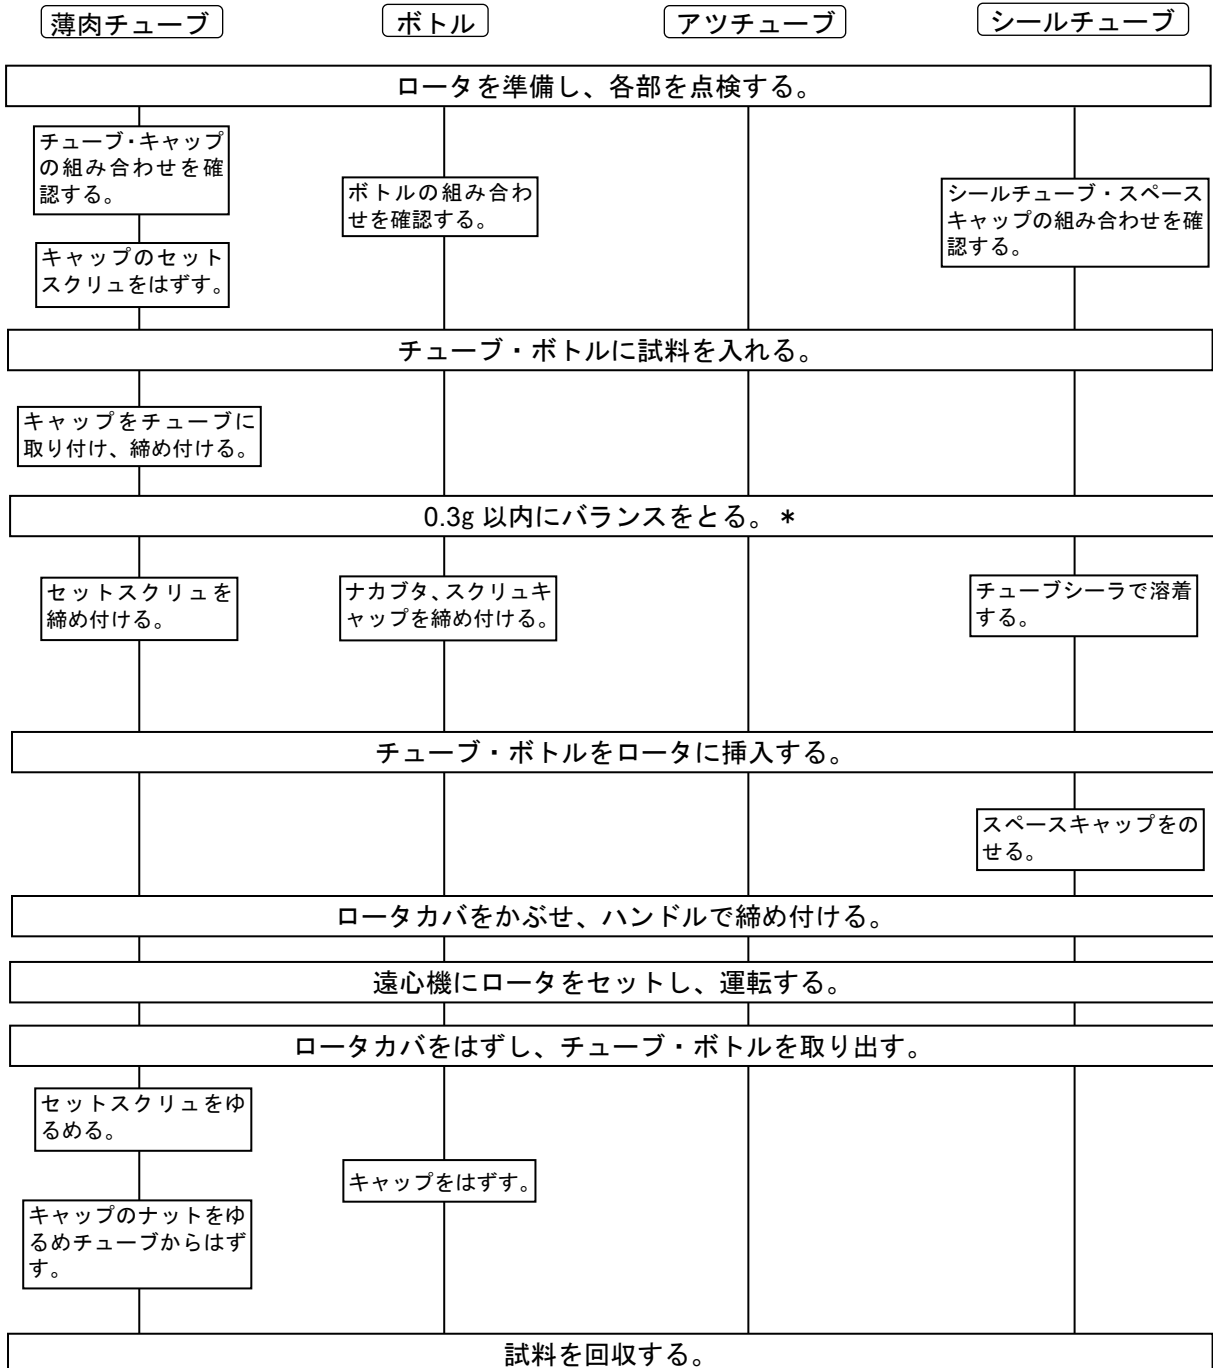 薄肉チューブ
ボトル
アツチューブ
シールチューブ
ロータを準備し、各部を点検する。
チューブ・キャップ
の組み合わせを確
認する。
ボトルの組み合わ
せを確認する。
シールチューブ・スペース
キャップの組み合わせを確
認する。
キャップのセット
スクリュをはずす。
チューブ・ボトルに試料を入れる。
キャップをチューブに
取り付け、締め付ける。
0.3g 以内にバランスをとる。＊
セットスクリュを
締め付ける。
ナカブタ、スクリュキ
ャップを締め付ける。
チューブシーラで溶着
する。
チューブ・ボトルをロータに挿入する。
スペースキャップをの
せる。
ロータカバをかぶせ、ハンドルで締め付ける。
遠心機にロータをセットし、運転する。
ロータカバをはずし、チューブ・ボトルを取り出す。
セットスクリュをゆ
るめる。
キャップをはずす。
キャップのナットをゆ
るめチューブからはず
す。
試料を回収する。